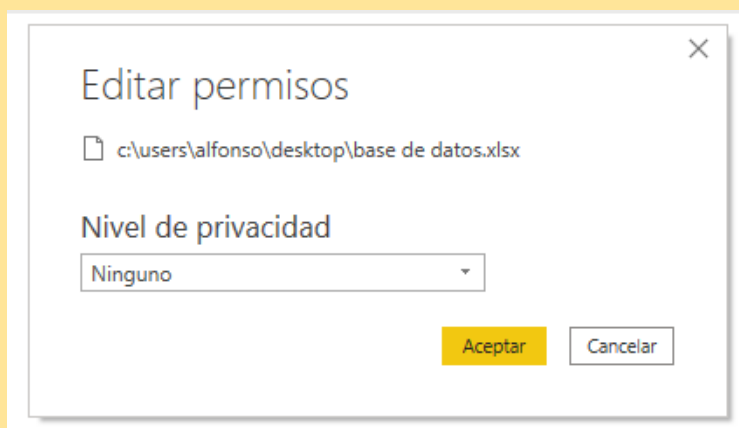 Editar permisos
c:\users\alfonso\desktop\base de datos.xlsx
Nivel de privacidad
Ninguno
Aceptar Cancelar